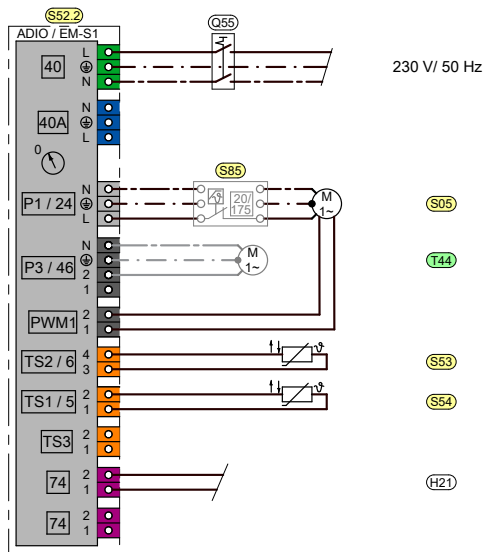 S52.2
Q55
ADIO / EM-S1
L
40
N
230 V/ 50 Hz
N
40A
L
0
S85
N
P1 / 24
20/
175
M
1~
S05
L
N
P3 / 46
M
1~
T44
2
1
PWM1
2
1
TS2 / 6
4
3
ϑ
S53
TS1 / 5
2
1
ϑ
S54
TS3
2
1
74
2
1
H21
74
2
1